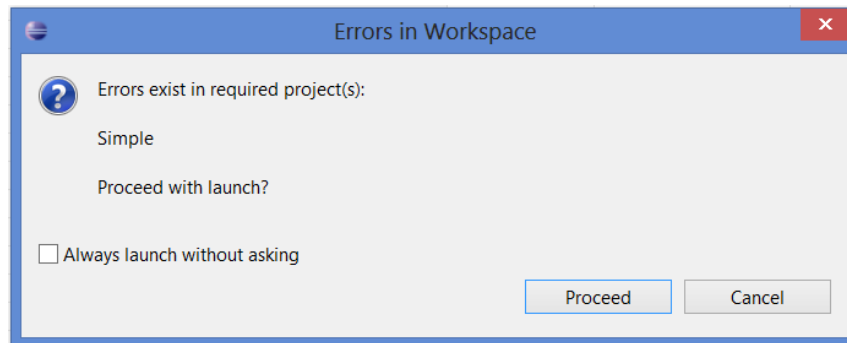 Errors in Workspace
Errors exist in required project(s):
Simple
Proceed with launch?
Always launch without asking
Proceed
Cancel